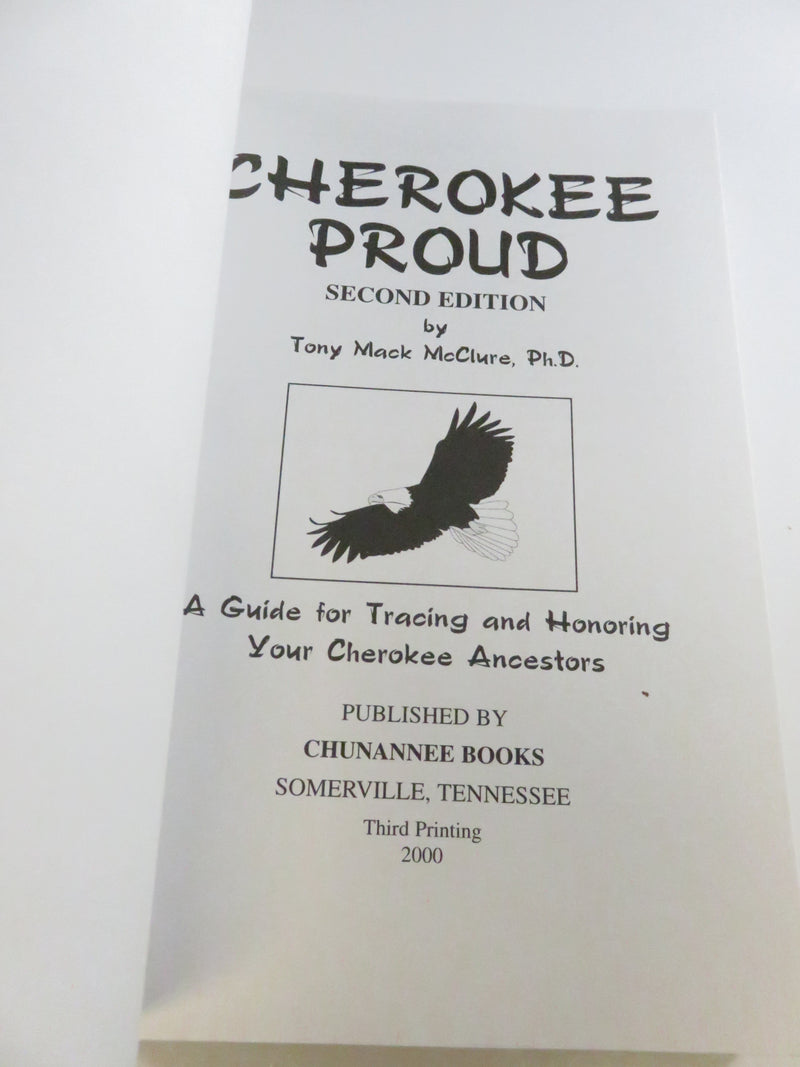 CHEROKEE
PROUD
SECOND EDITION
by
Tony Mack McClure, Ph.D.
A Guide for Tracing and Honoring
Your Cherokee Ancestors
PUBLISHED BY
CHUNANNEE BOOKS
SOMERVILLE, TENNESSEE
Third Printing
2000